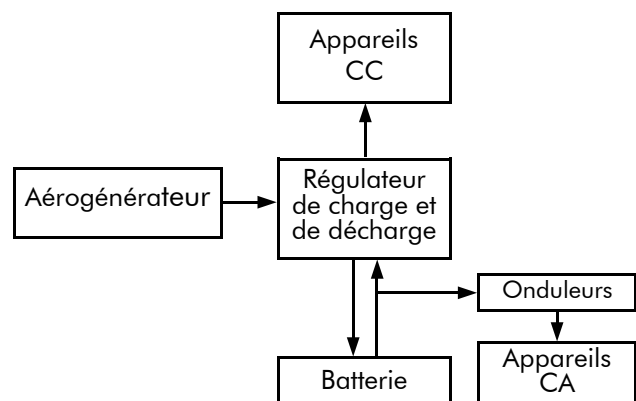 Appareils
CC
Aérogénérateur
Régulateur
de charge et
de décharge
Onduleurs
Batterie
Appareils
CA